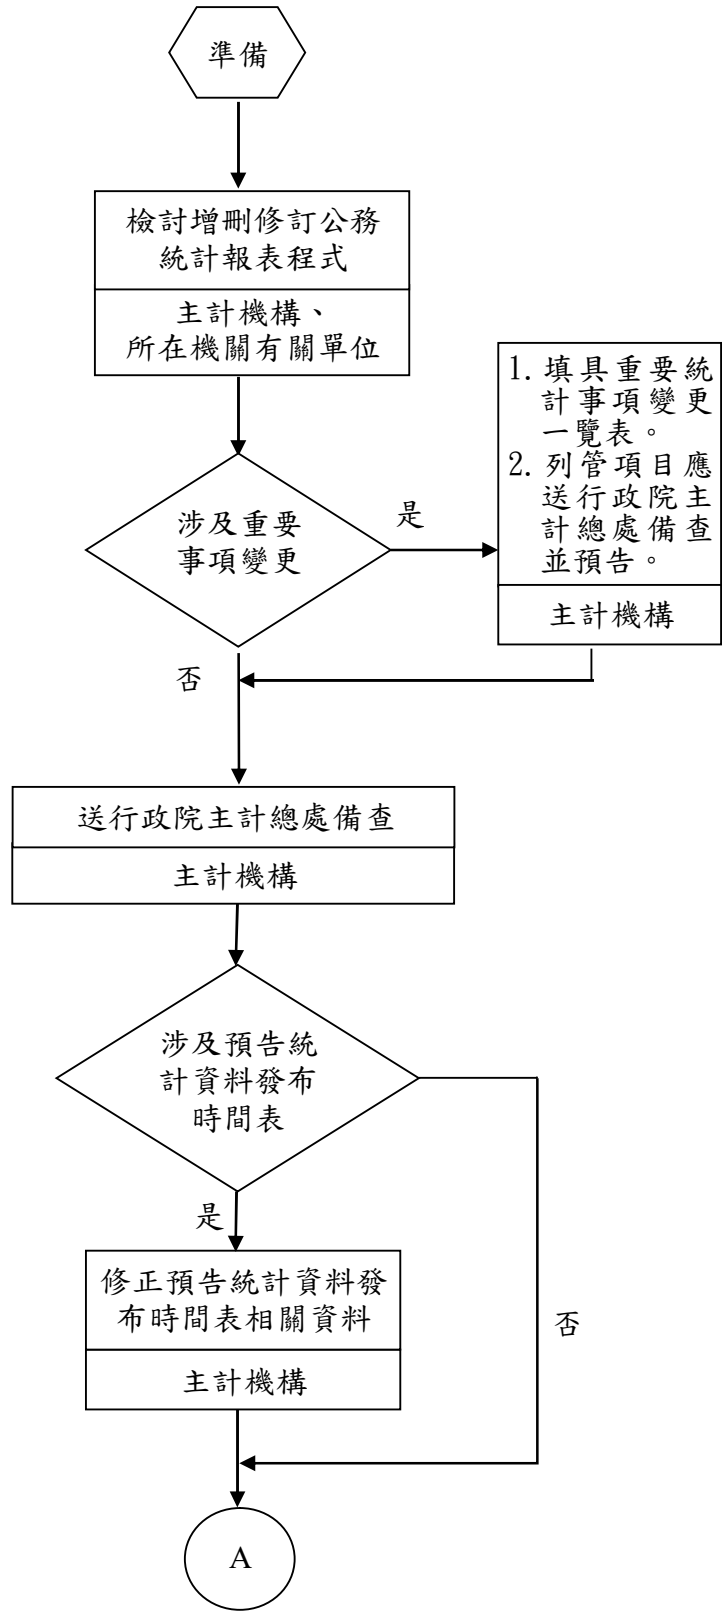 準備
檢討增刪修訂公務
統計報表程式
主計機構、
所在機關有關單位
涉及重要
事項變更
是
1. 填具重要統
計事項變更
一覽表。
2. 列管項目應
送行政院主
計總處備查
並預告。
主計機構
否
送行政院主計總處備查
主計機構
涉及預告統
計資料發布
時間表
是
修正預告統計資料發
布時間表相關資料
主計機構
否
A